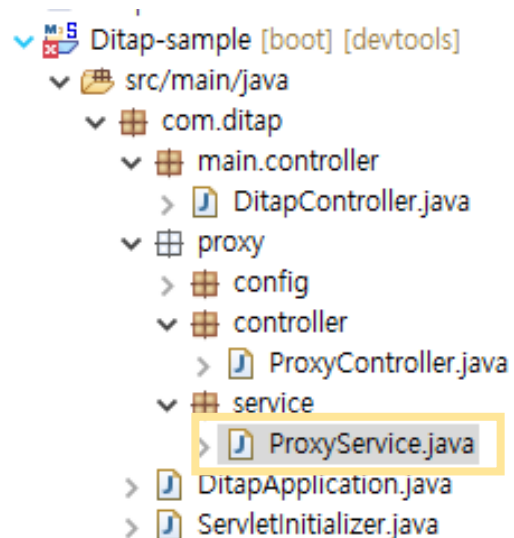 Ditap-sample [boot] [devtools]
src/main/java
com.ditap
main.controller
DitapController.java
proxy
config
controller
ProxyController.java
service
ProxyService.java
DitapApplication.java
ServletInitializer.java